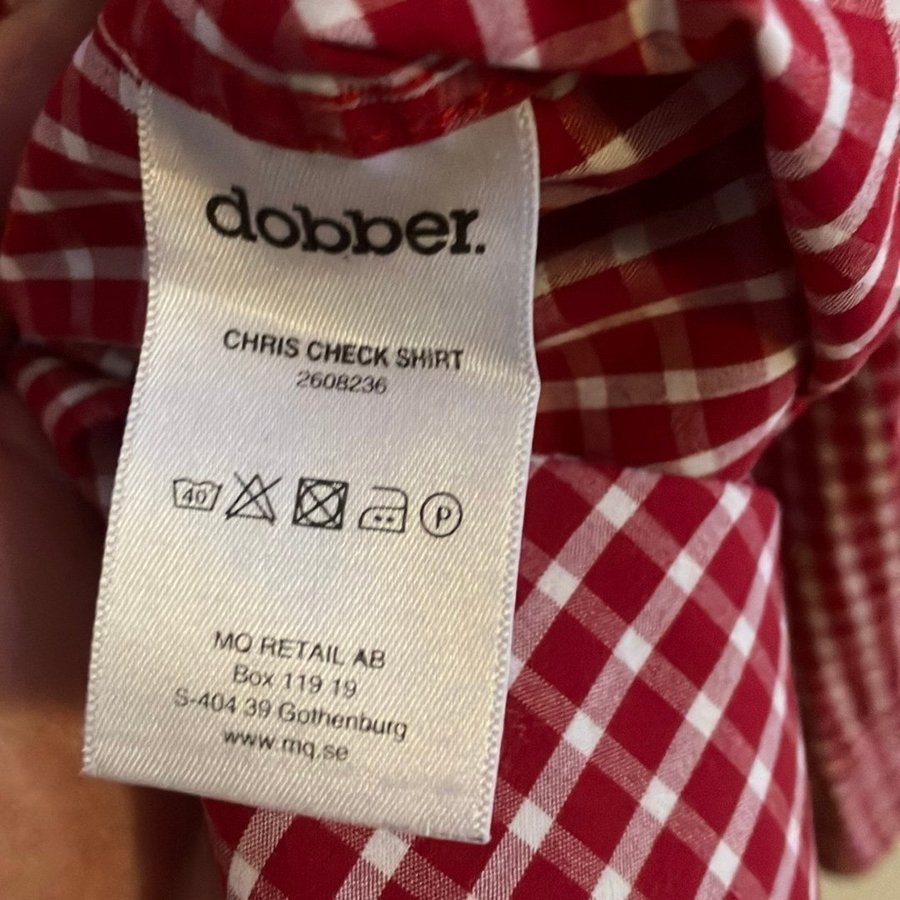 dobber.
CHRIS CHECK SHIRT
2608236
40 P
MQ RETAIL AB
Box 119 19
S-404 39 Gothenburg
www.mq.se